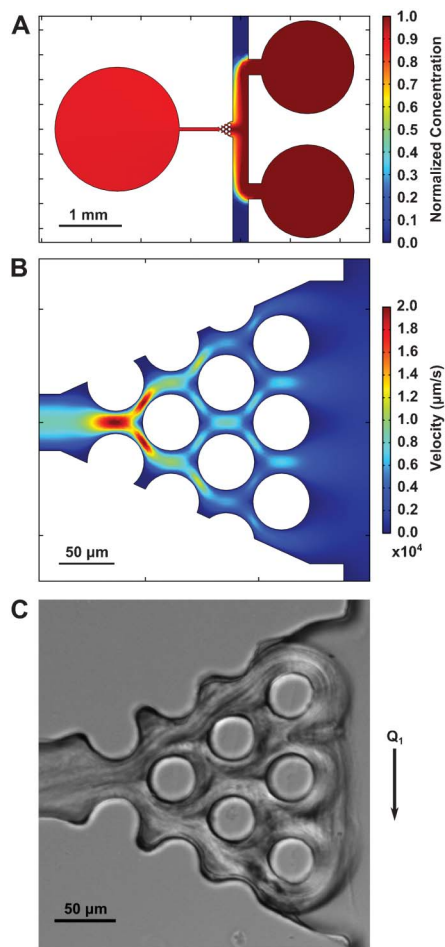 A
1 mm
1.0
0.9
0.8
0.7
0.6
0.5
0.4
0.3
0.2
0.1
0.0
Normalized Concentration
B
50 µm
2.0
1.8
1.6
1.4
1.2
1.0
0.8
0.6
0.4
0.2
0.0
x10⁴
Velocity (µm/s)
C
Q₁
50 µm